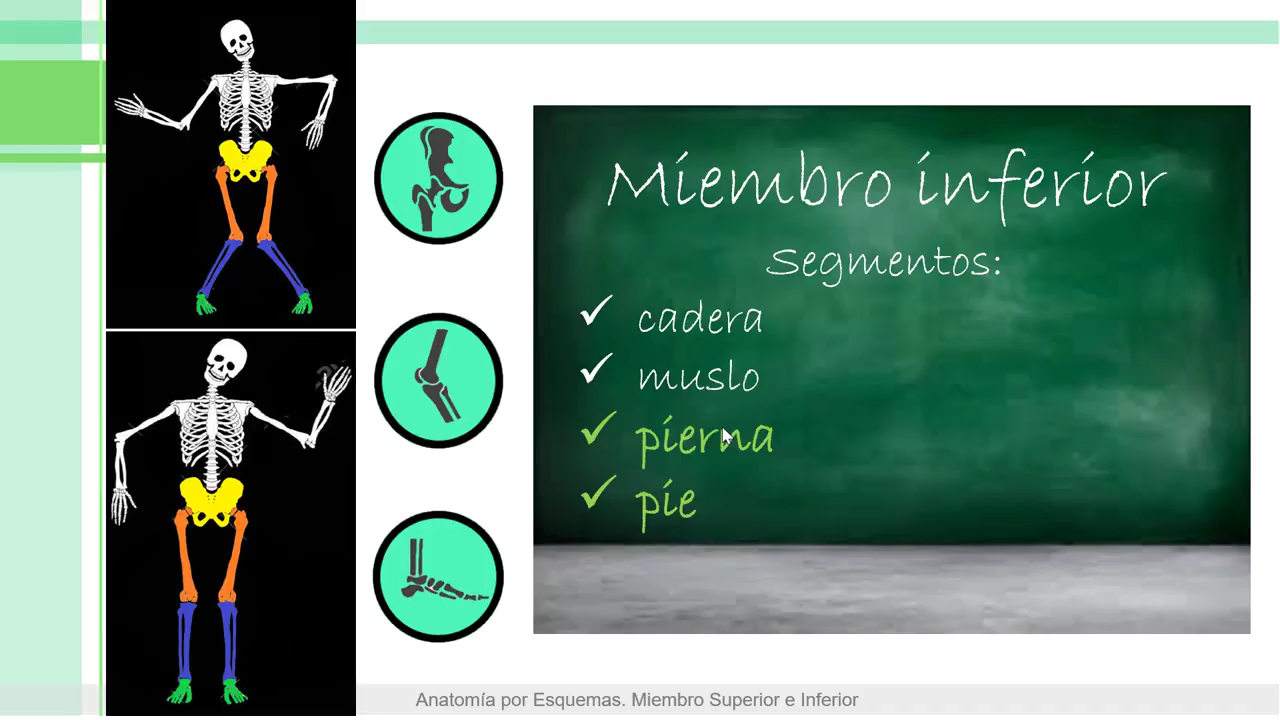 Miembro inferior
Segmentos:
✓ cadera
✓ muslo
✓ pierna
✓ pie
Anatomía por Esquemas. Miembro Superior e Inferior